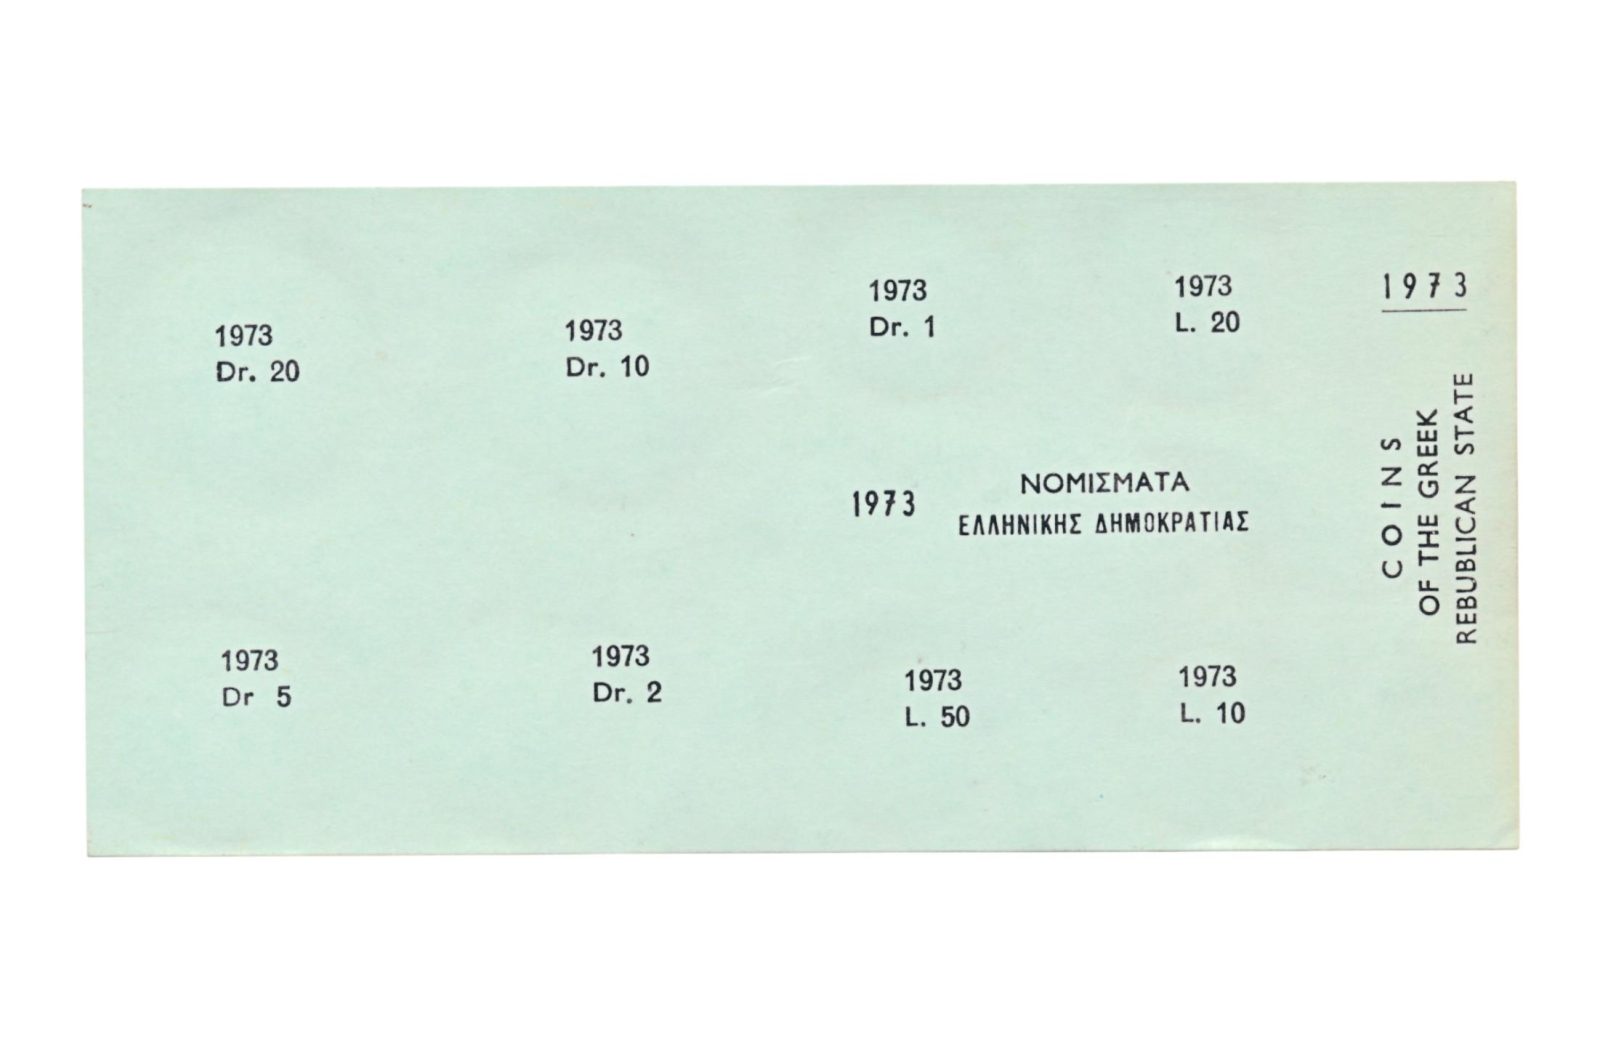 1973
Dr. 20
1973
Dr. 10
1973
Dr. 1
1973
L. 20
1973
1973
ΝΟΜΙΣΜΑΤΑ
ΕΛΛΗΝΙΚΗΣ ΔΗΜΟΚΡΑΤΙΑΣ
COINS
OF THE GREEK
REBUBLICAN STATE
1973
Dr 5
1973
Dr. 2
1973
L. 50
1973
L. 10